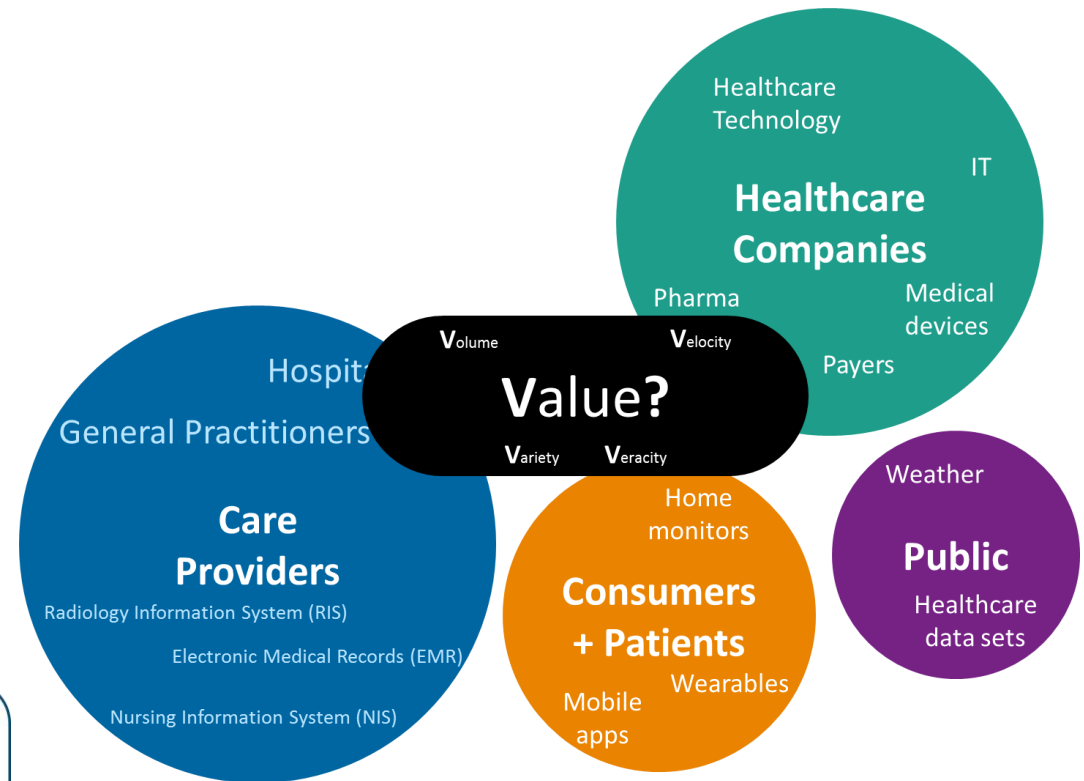 Healthcare
Technology
IT
Healthcare
Companies
Pharma
Medical
devices
Payers
Volume
Velocity
Value?
Variety
Veracity
General Practitioners
Care
Providers
Radiology Information System (RIS)
Electronic Medical Records (EMR)
Nursing Information System (NIS)
Home
monitors
Consumers
+ Patients
Wearables
Mobile
apps
Weather
Public
Healthcare
data sets